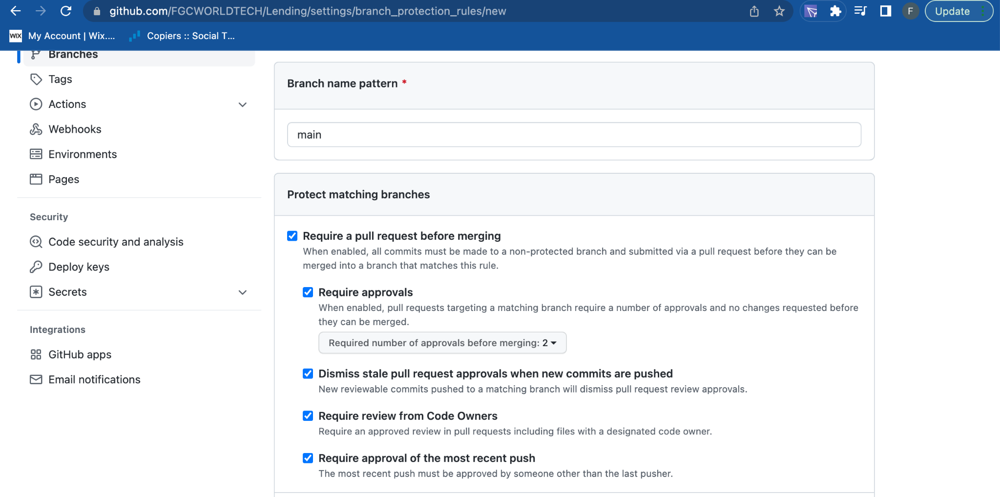 github.com/FGCWORLDTECH/Lending/settings/branch_protection_rules/new
F
Update
WIX
My Account | Wix....
Copiers :: Social T...
Branches
Tags
Actions
Webhooks
Environments
Pages
Security
Code security and analysis
Deploy keys
Secrets
Integrations
GitHub apps
Email notifications
Branch name pattern *
main
Protect matching branches
Require a pull request before merging
When enabled, all commits must be made to a non-protected branch and submitted via a pull request before they can be
merged into a branch that matches this rule.
Require approvals
When enabled, pull requests targeting a matching branch require a number of approvals and no changes requested before
they can be merged.
Required number of approvals before merging: 2
Dismiss stale pull request approvals when new commits are pushed
New reviewable commits pushed to a matching branch will dismiss pull request review approvals.
Require review from Code Owners
Require an approved review in pull requests including files with a designated code owner.
Require approval of the most recent push
The most recent push must be approved by someone other than the last pusher.